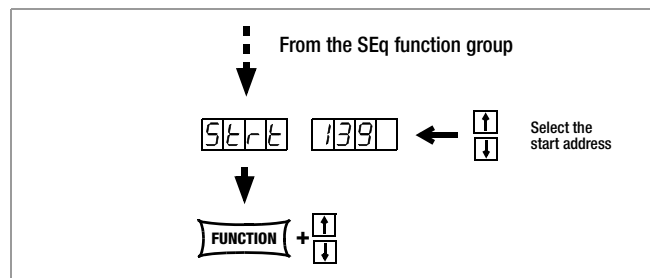 From the SEq function group
Strt 139 ← ↑
↓ Select the
start address
FUNCTION + ↑
↓